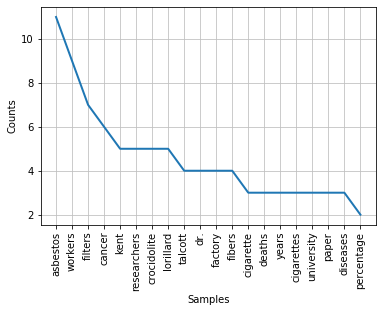 10
8
6
4
2
Counts
asbestos
workers
filters
cancer
kent
researchers
crocidolite
lorillard
talcott
dr.
factory
fibers
cigarette
deaths
years
cigarettes
university
paper
diseases
percentage
Samples